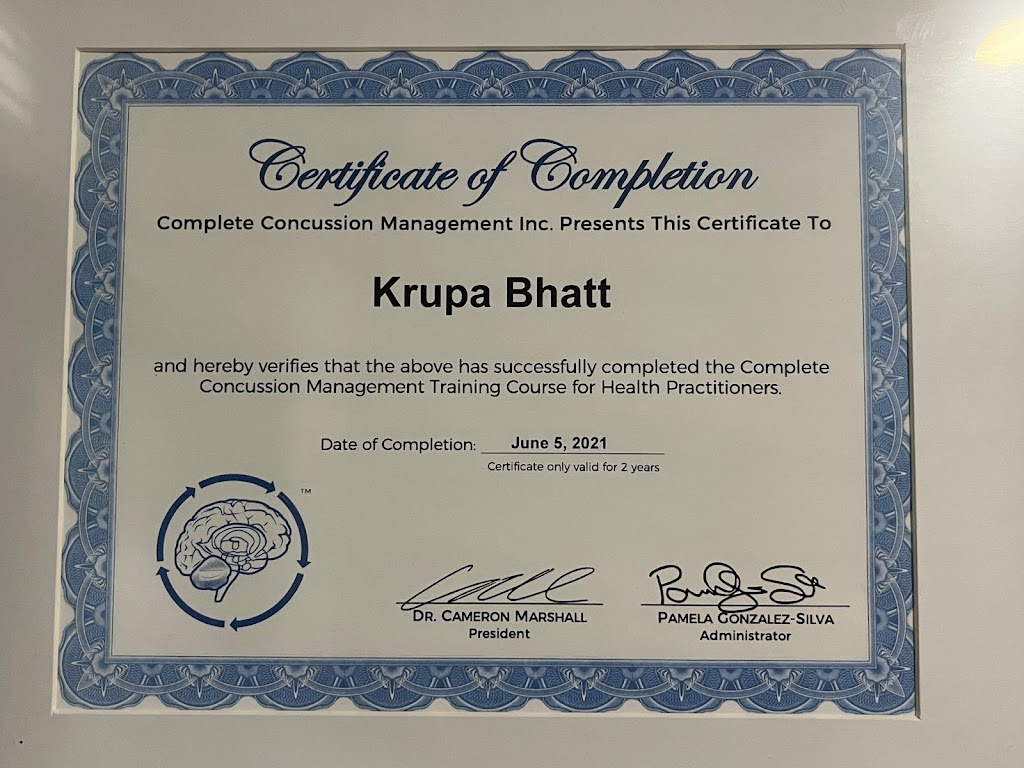 Certificate of Completion
Complete Concussion Management Inc. Presents This Certificate To
Krupa Bhatt
and hereby verifies that the above has successfully completed the Complete
Concussion Management Training Course for Health Practitioners.
Date of Completion: June 5, 2021
Certificate only valid for 2 years
TM
DR. CAMERON MARSHALL
President
PAMELA GONZALEZ-SILVA
Administrator